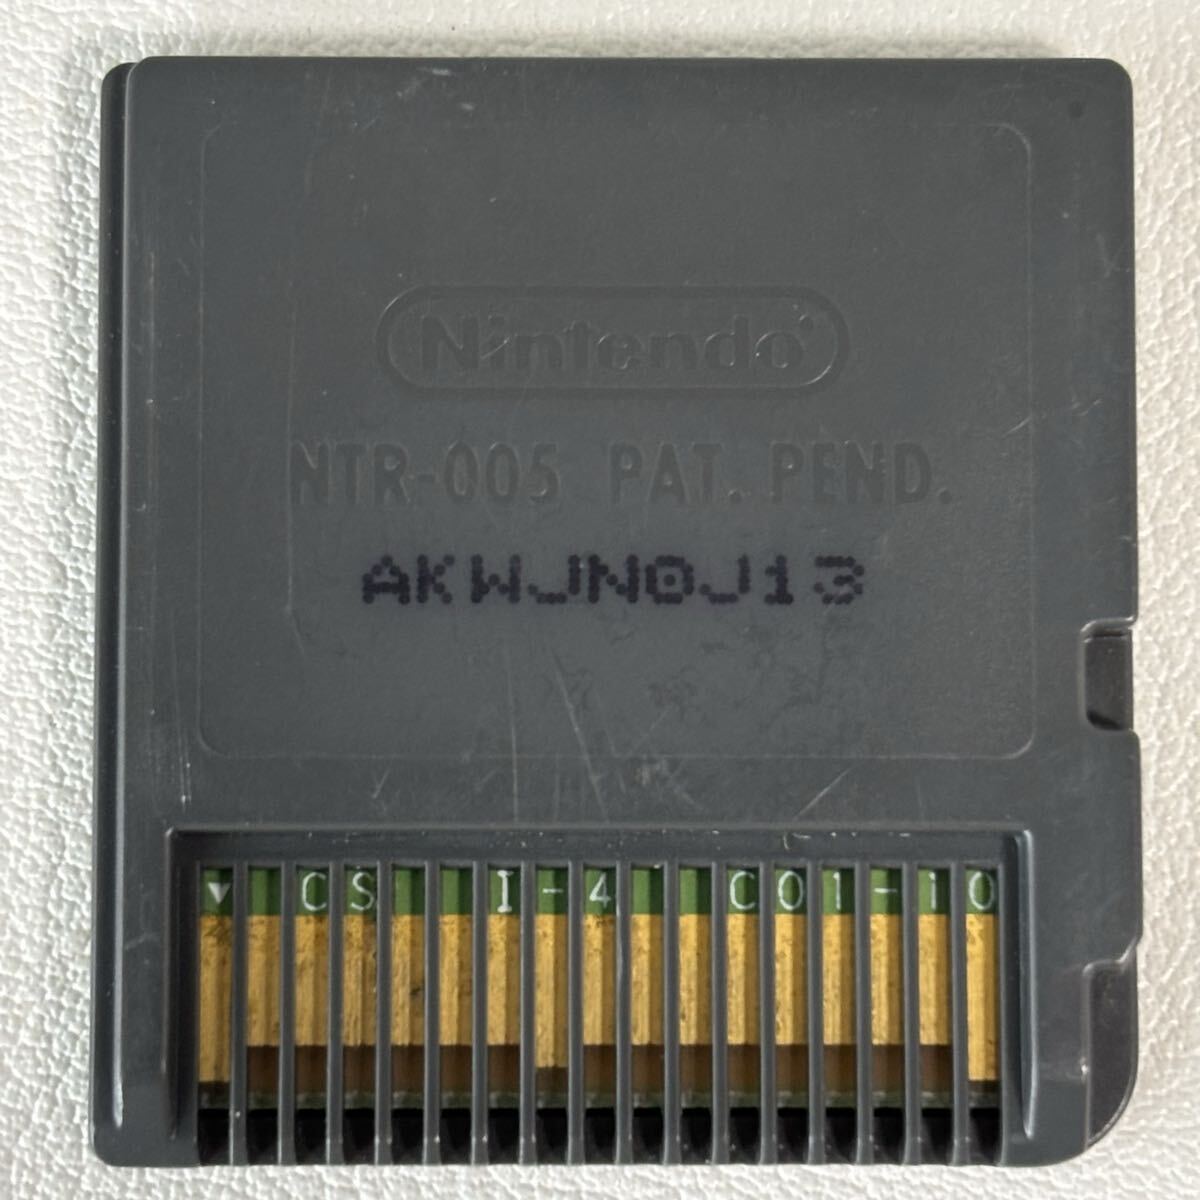 Nintendo
NTR-005 PAT. PEND.
AKWJN0J13
▼ CS I-4 C01-10